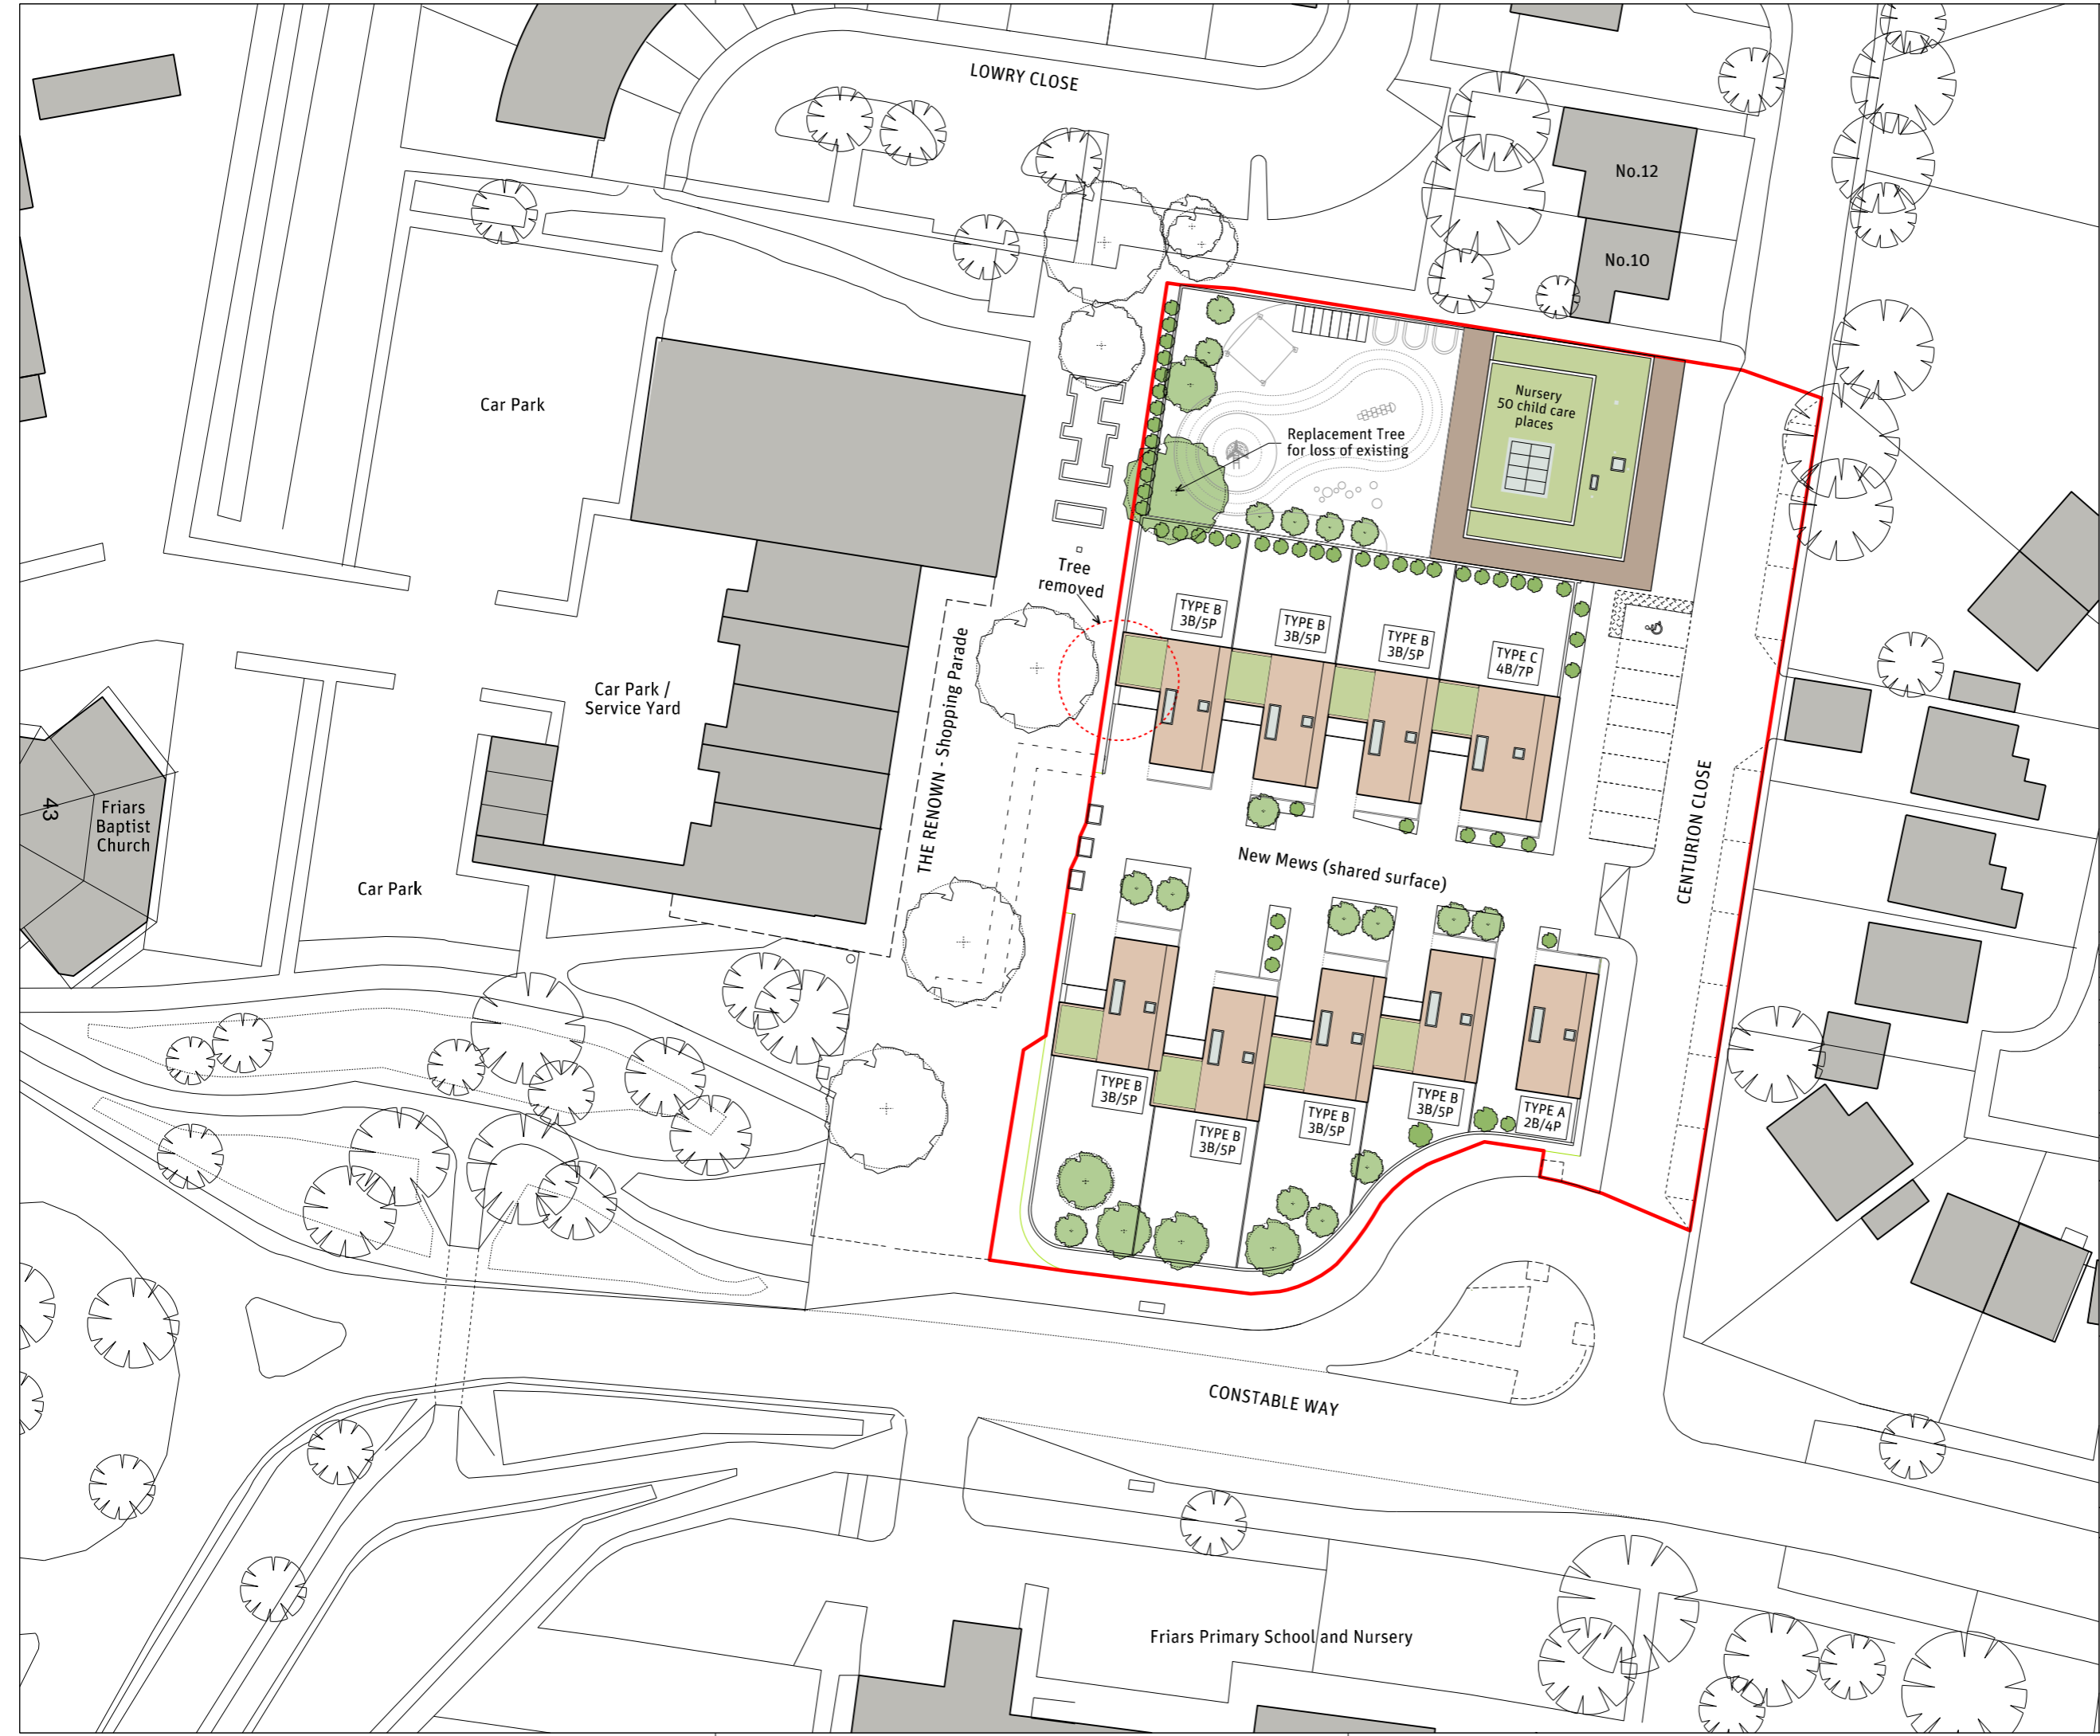 LOWRY CLOSE
No.12
No.10
Car Park
Nursery
50 child care
places
Replacement Tree
for loss of existing
Tree
removed
TYPE B
3B/5P
TYPE B
3B/5P
TYPE B
3B/5P
TYPE C
4B/7P
Car Park /
Service Yard
THE RENOWN - Shopping Parade
43
Friars
Baptist
Church
Car Park
New Mews (shared surface)
CENTURION CLOSE
TYPE B
3B/5P
TYPE B
3B/5P
TYPE B
3B/5P
TYPE B
3B/5P
TYPE A
2B/4P
CONSTABLE WAY
Friars Primary School and Nursery